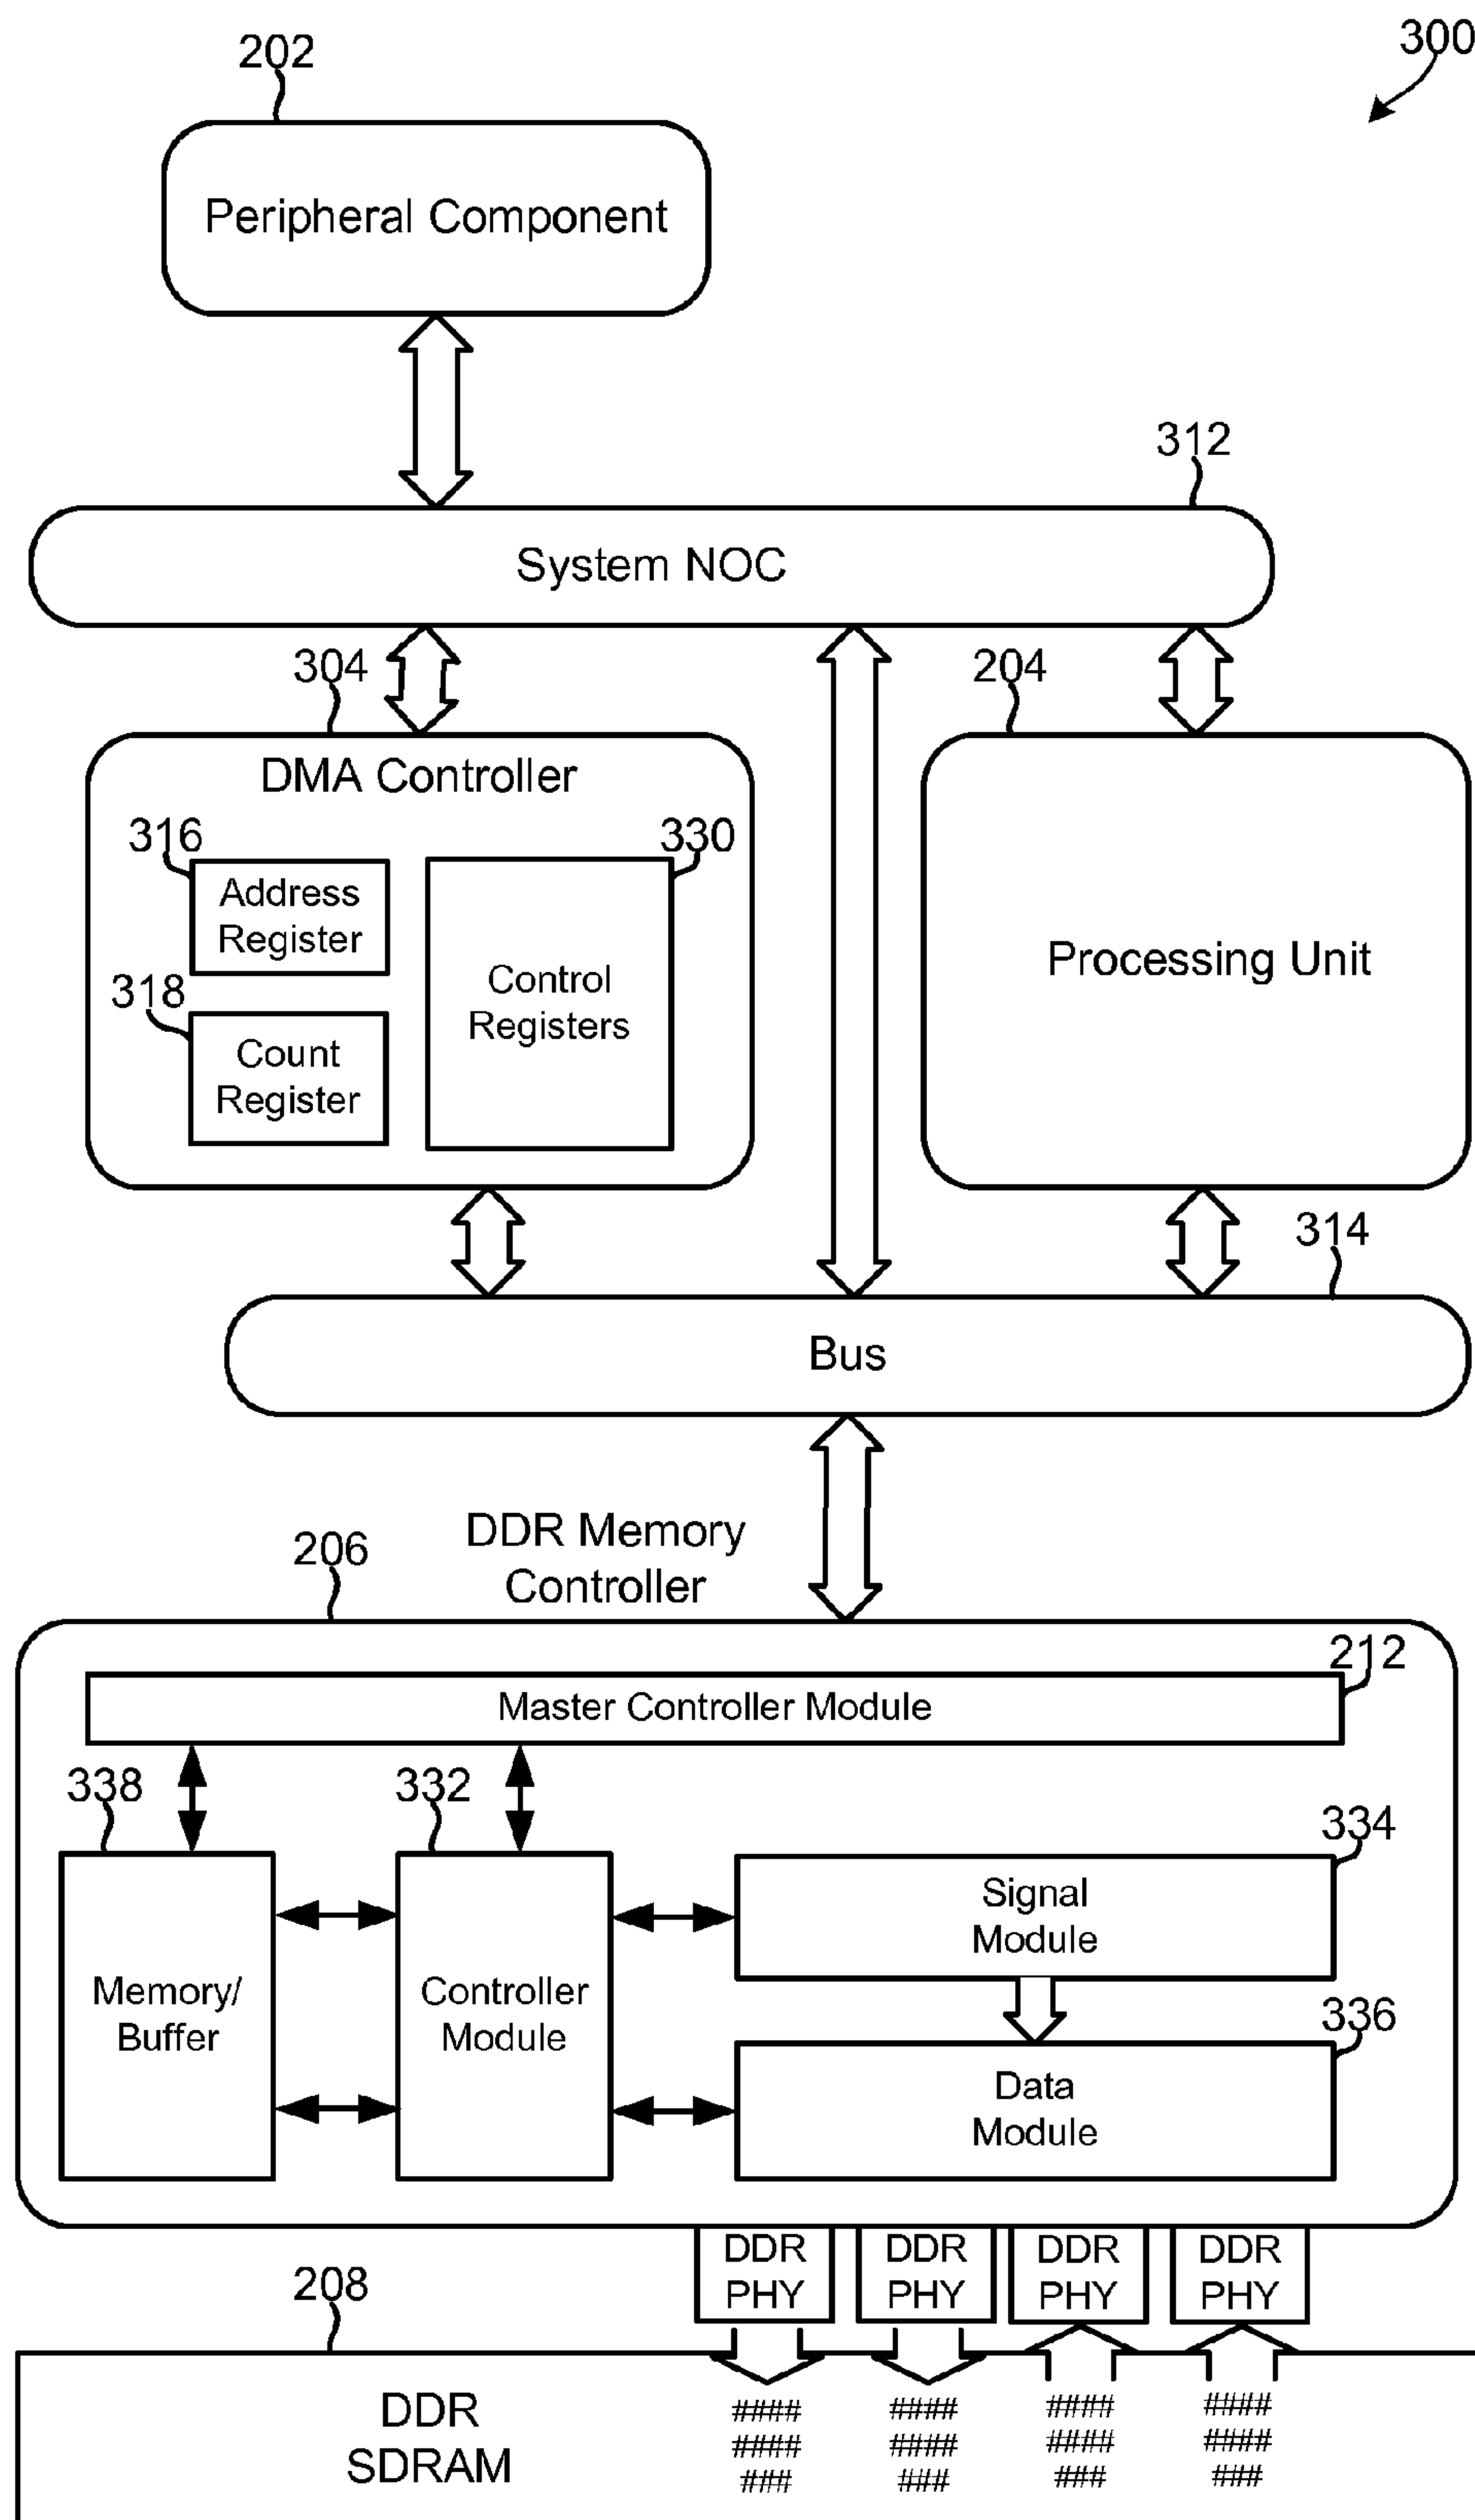 300
202
Peripheral Component
312
System NOC
304
204
DMA Controller
316
330
Address
Register
Control
Registers
318
Count
Register
Processing Unit
314
Bus
DDR Memory
Controller
206
212
Master Controller Module
338
332
334
Signal
Module
Memory/
Buffer
Controller
Module
336
Data
Module
DDR
PHY
DDR
PHY
DDR
PHY
DDR
PHY
208
DDR
SDRAM
####
####
###
####
####
###
####
####
###
####
####
###